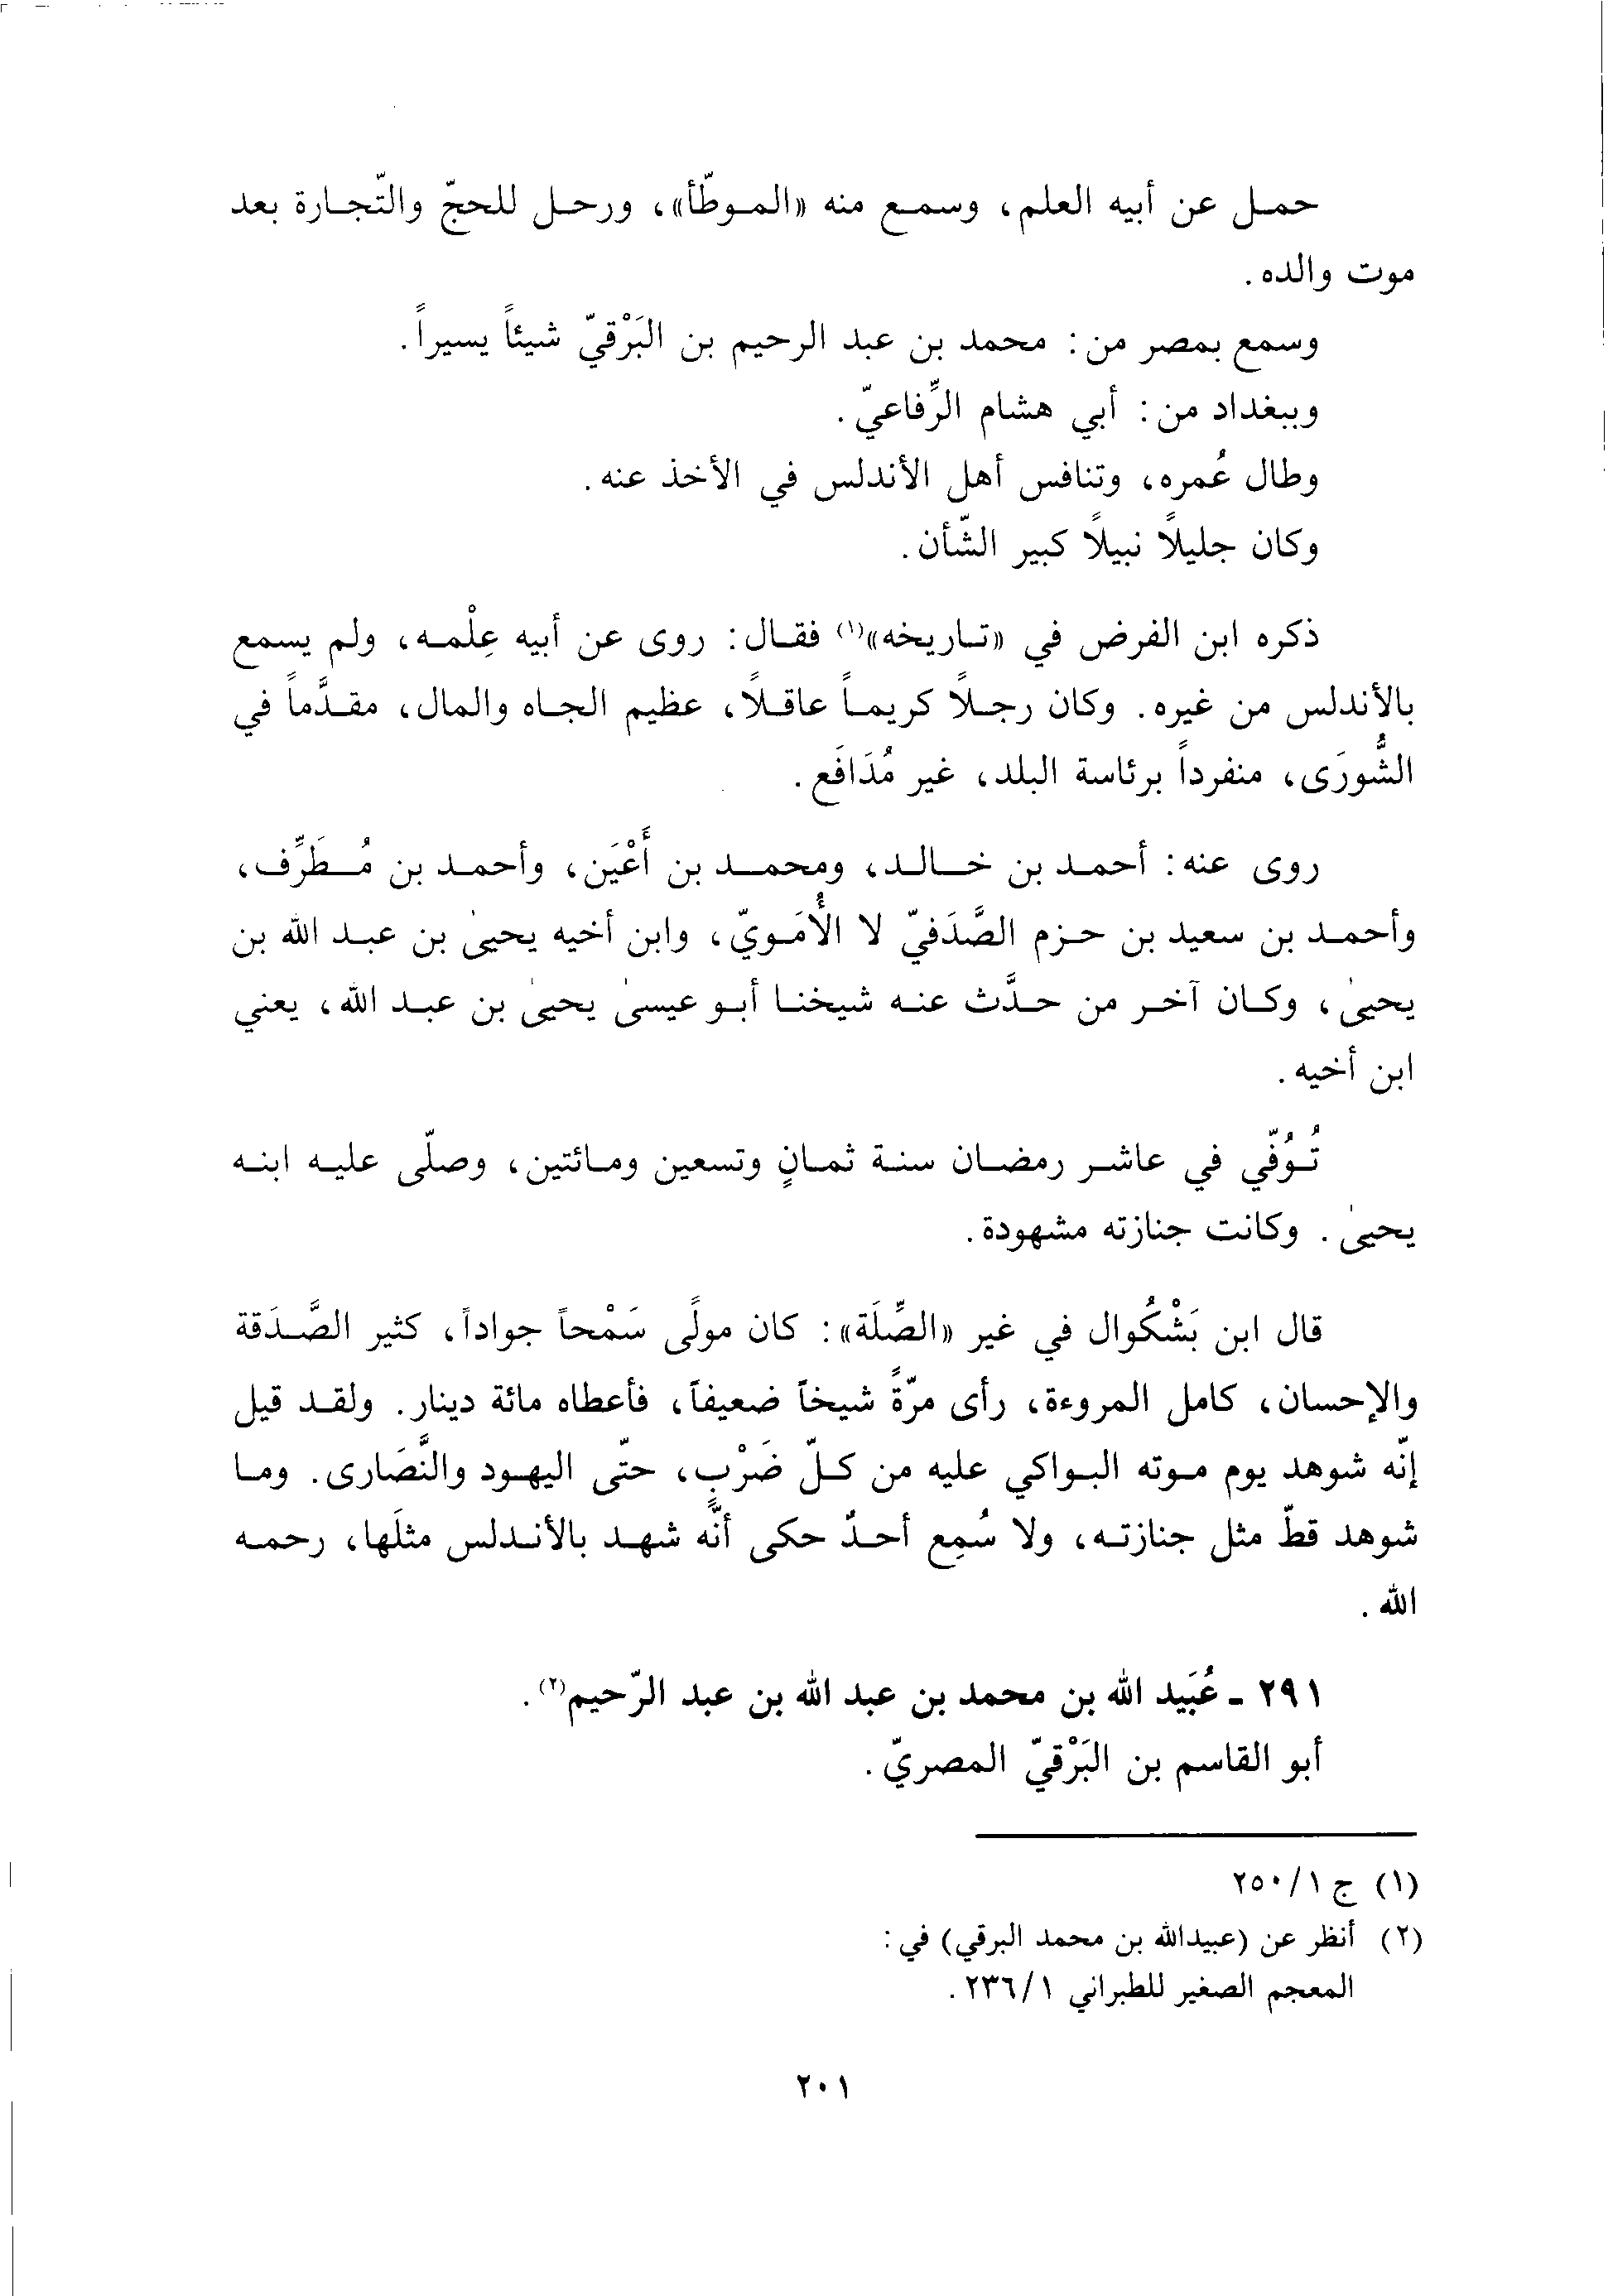 حمل عن أبيه العلم، وسمع منه «الموطّأ»، ورحل للحجّ والتّجارة بعد
موت والده.
وسمع بمصر من: محمد بن عبد الرحيم بن البَرْقيّ شيئاً يسيراً.
وببغداد من: أبي هشام الرِّفاعيّ.
وطال عُمره، وتنافس أهل الأندلس في الأخذ عنه.
وكان جليلاً نبيلاً كبير الشّأن.
ذكره ابن الفرض في «تاريخه»(١) فقال: روى عن أبيه عِلْمه، ولم يسمع
بالأندلس من غيره. وكان رجلاً كريماً عاقلاً، عظيم الجاه والمال، مقدَّماً في
الشُّورَى، منفرداً برئاسة البلد، غير مُدَافَع.
روى عنه: أحمد بن خالد، ومحمد بن أَعْيَن، وأحمد بن مُطَرِّف،
وأحمد بن سعيد بن حزم الصَّدَفيّ لا الأُمَويّ، وابن أخيه يحيىٰ بن عبد الله بن
يحيىٰ، وكان آخر من حدَّث عنه شيخنا أبو عيسىٰ يحيىٰ بن عبد الله، يعني
ابن أخيه.
تُوُفّي في عاشر رمضان سنة ثمانٍ وتسعين ومائتين، وصلّى عليه ابنه
يحيىٰ. وكانت جنازته مشهودة.
قال ابن بَشْكُوال في غير «الصِّلَة»: كان مولًى سَمْحاً جواداً، كثير الصَّدَقة
والإحسان، كامل المروءة، رأى مرّةً شيخاً ضعيفاً، فأعطاه مائة دينار. ولقد قيل
إنّه شوهد يوم موته البواكي عليه من كلّ ضَرْبٍ، حتّى اليهود والنَّصَارى. وما
شوهد قطّ مثل جنازته، ولا سُمِع أحدٌ حكى أنّه شهد بالأندلس مثلَها، رحمه
الله.
٢٩١ - عُبَيد الله بن محمد بن عبد الله بن عبد الرّحيم(٢).
أبو القاسم بن البَرْقيّ المصريّ.
(١) ج ١/٢٥٠
(٢) أنظر عن (عبيدالله بن محمد البرقي) في:
المعجم الصغير للطبراني ١/٢٣٦.
٢٠١